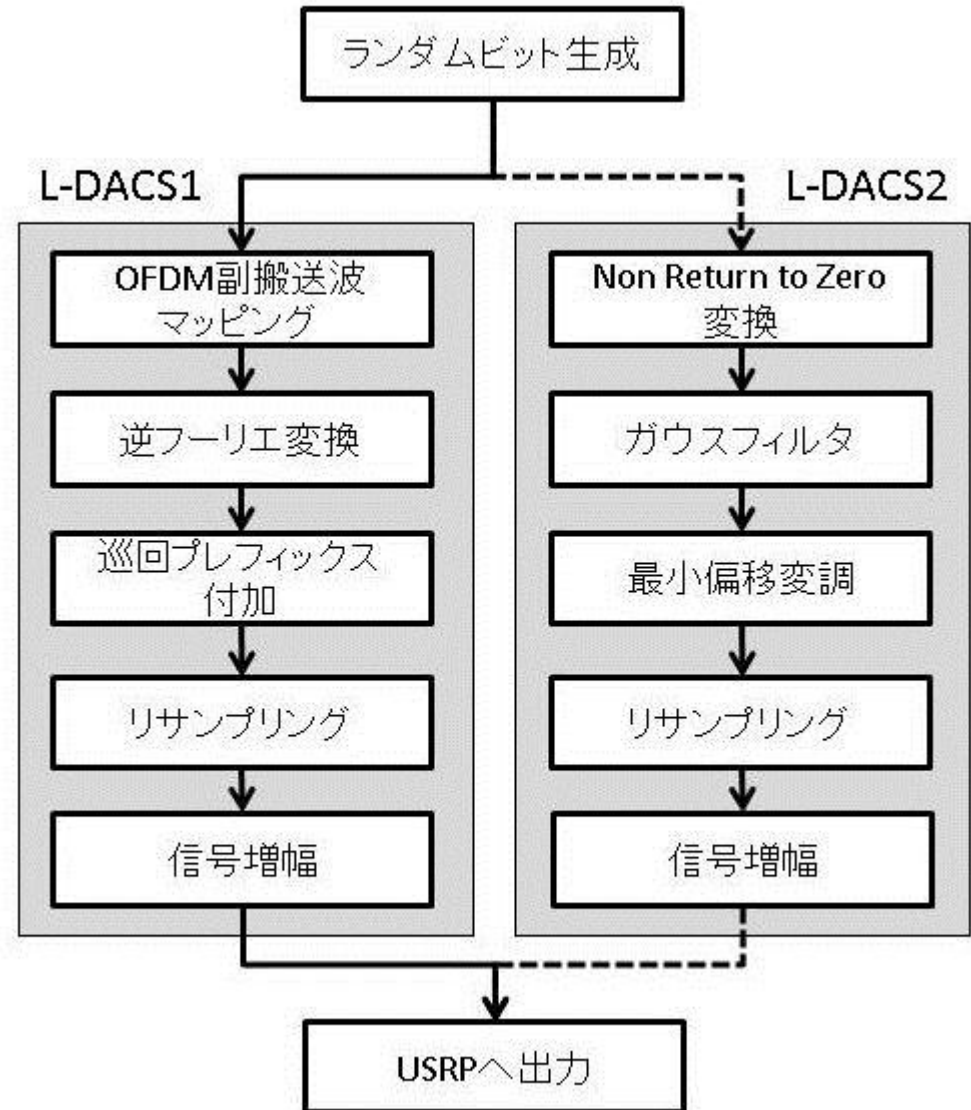 ランダムビット生成
L-DACS1
OFDM副搬送波
マッピング
逆フーリエ変換
巡回プレフィックス
付加
リサンプリング
信号増幅
L-DACS2
Non Return to Zero
変換
ガウスフィルタ
最小偏移変調
リサンプリング
信号増幅
USRPへ出力